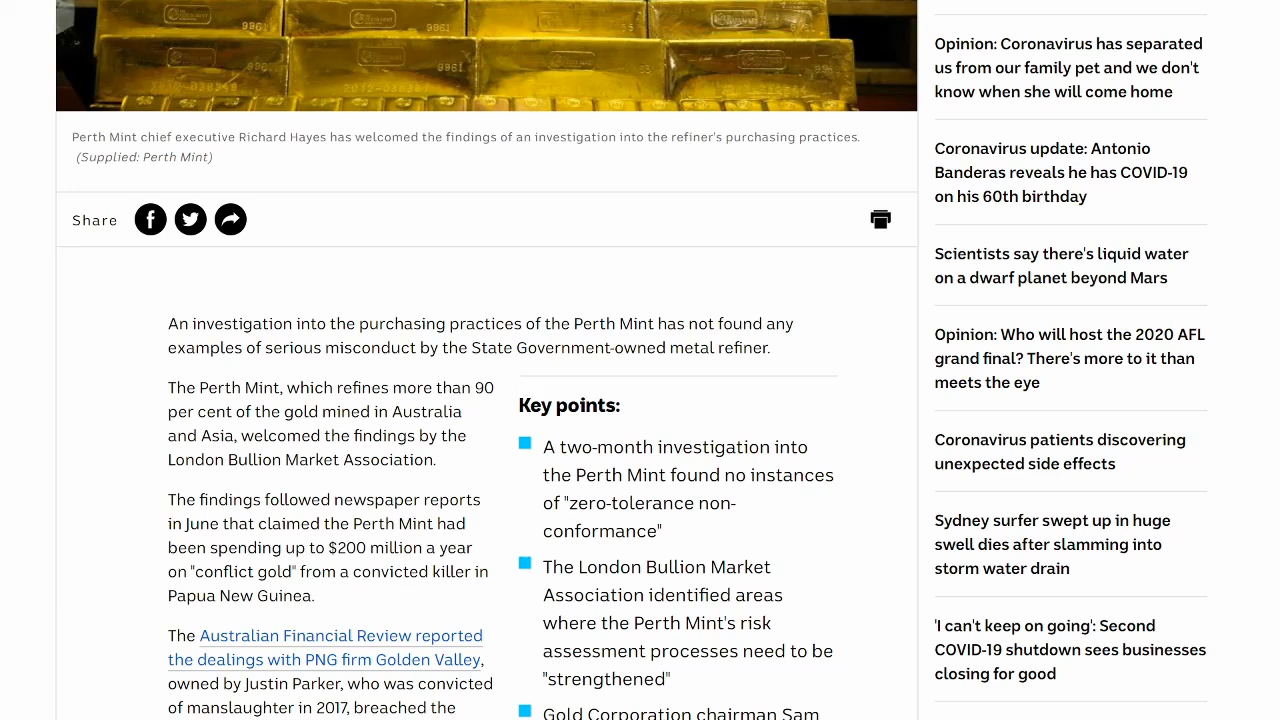 Perth Mint chief executive Richard Hayes has welcomed the findings of an investigation into the refiner's purchasing practices.
(Supplied: Perth Mint)
Share
An investigation into the purchasing practices of the Perth Mint has not found any
examples of serious misconduct by the State Government-owned metal refiner.
The Perth Mint, which refines more than 90
per cent of the gold mined in Australia
and Asia, welcomed the findings by the
London Bullion Market Association.
The findings followed newspaper reports
in June that claimed the Perth Mint had
been spending up to $200 million a year
on "conflict gold" from a convicted killer in
Papua New Guinea.
The Australian Financial Review reported
the dealings with PNG firm Golden Valley,
owned by Justin Parker, who was convicted
of manslaughter in 2017, breached the
Key points:
A two-month investigation into
the Perth Mint found no instances
of "zero-tolerance non-
conformance"
The London Bullion Market
Association identified areas
where the Perth Mint's risk
assessment processes need to be
"strengthened"
Gold Corporation chairman Sam
Opinion: Coronavirus has separated
us from our family pet and we don't
know when she will come home
Coronavirus update: Antonio
Banderas reveals he has COVID-19
on his 60th birthday
Scientists say there's liquid water
on a dwarf planet beyond Mars
Opinion: Who will host the 2020 AFL
grand final? There's more to it than
meets the eye
Coronavirus patients discovering
unexpected side effects
Sydney surfer swept up in huge
swell dies after slamming into
storm water drain
'I can't keep on going': Second
COVID-19 shutdown sees businesses
closing for good